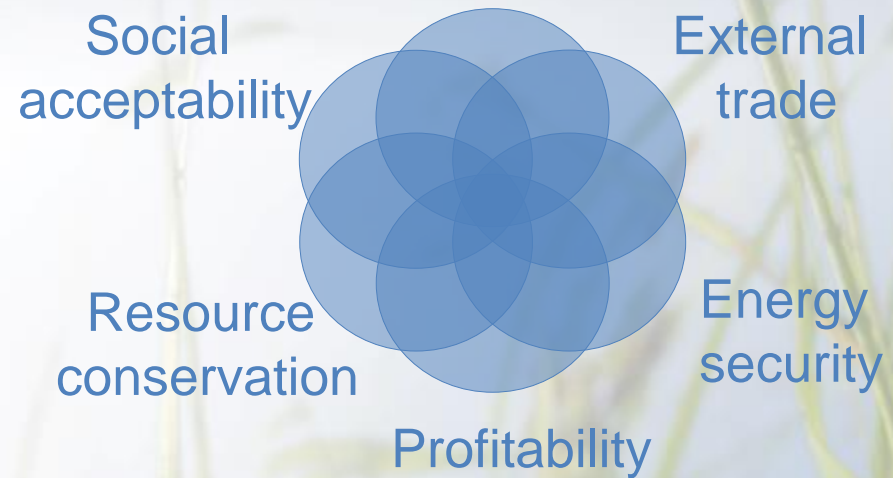 Social
acceptability
External
trade
Resource
conservation
Energy
security
Profitability